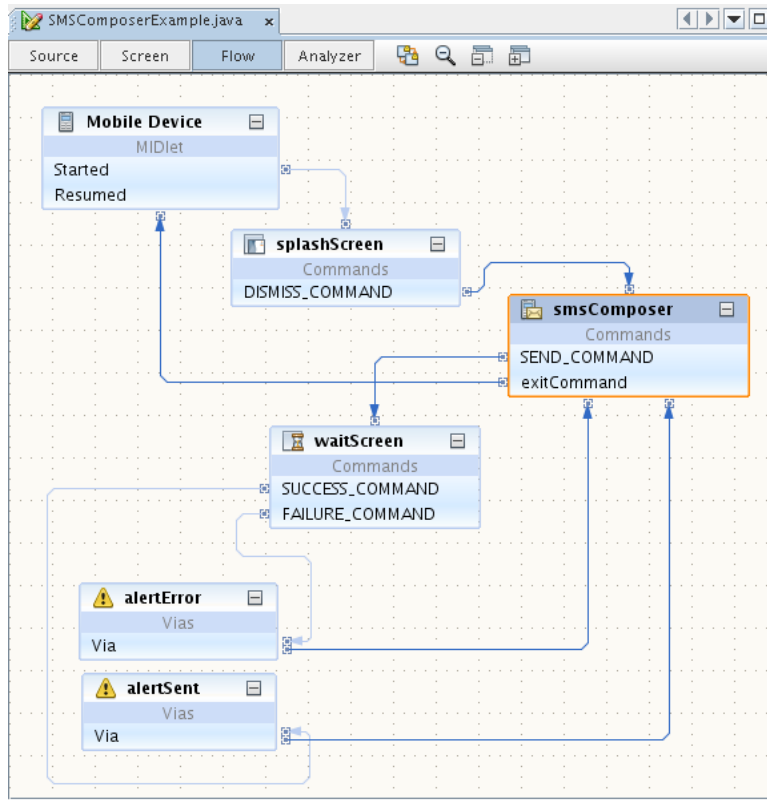 SMSComposerExample.java
Source Screen Flow Analyzer
Mobile Device
MIDlet
Started
Resumed
splashScreen
Commands
DISMISS_COMMAND
smsComposer
Commands
SEND_COMMAND
exitCommand
waitScreen
Commands
SUCCESS_COMMAND
FAILURE_COMMAND
alertError
Vias
Via
alertSent
Vias
Via